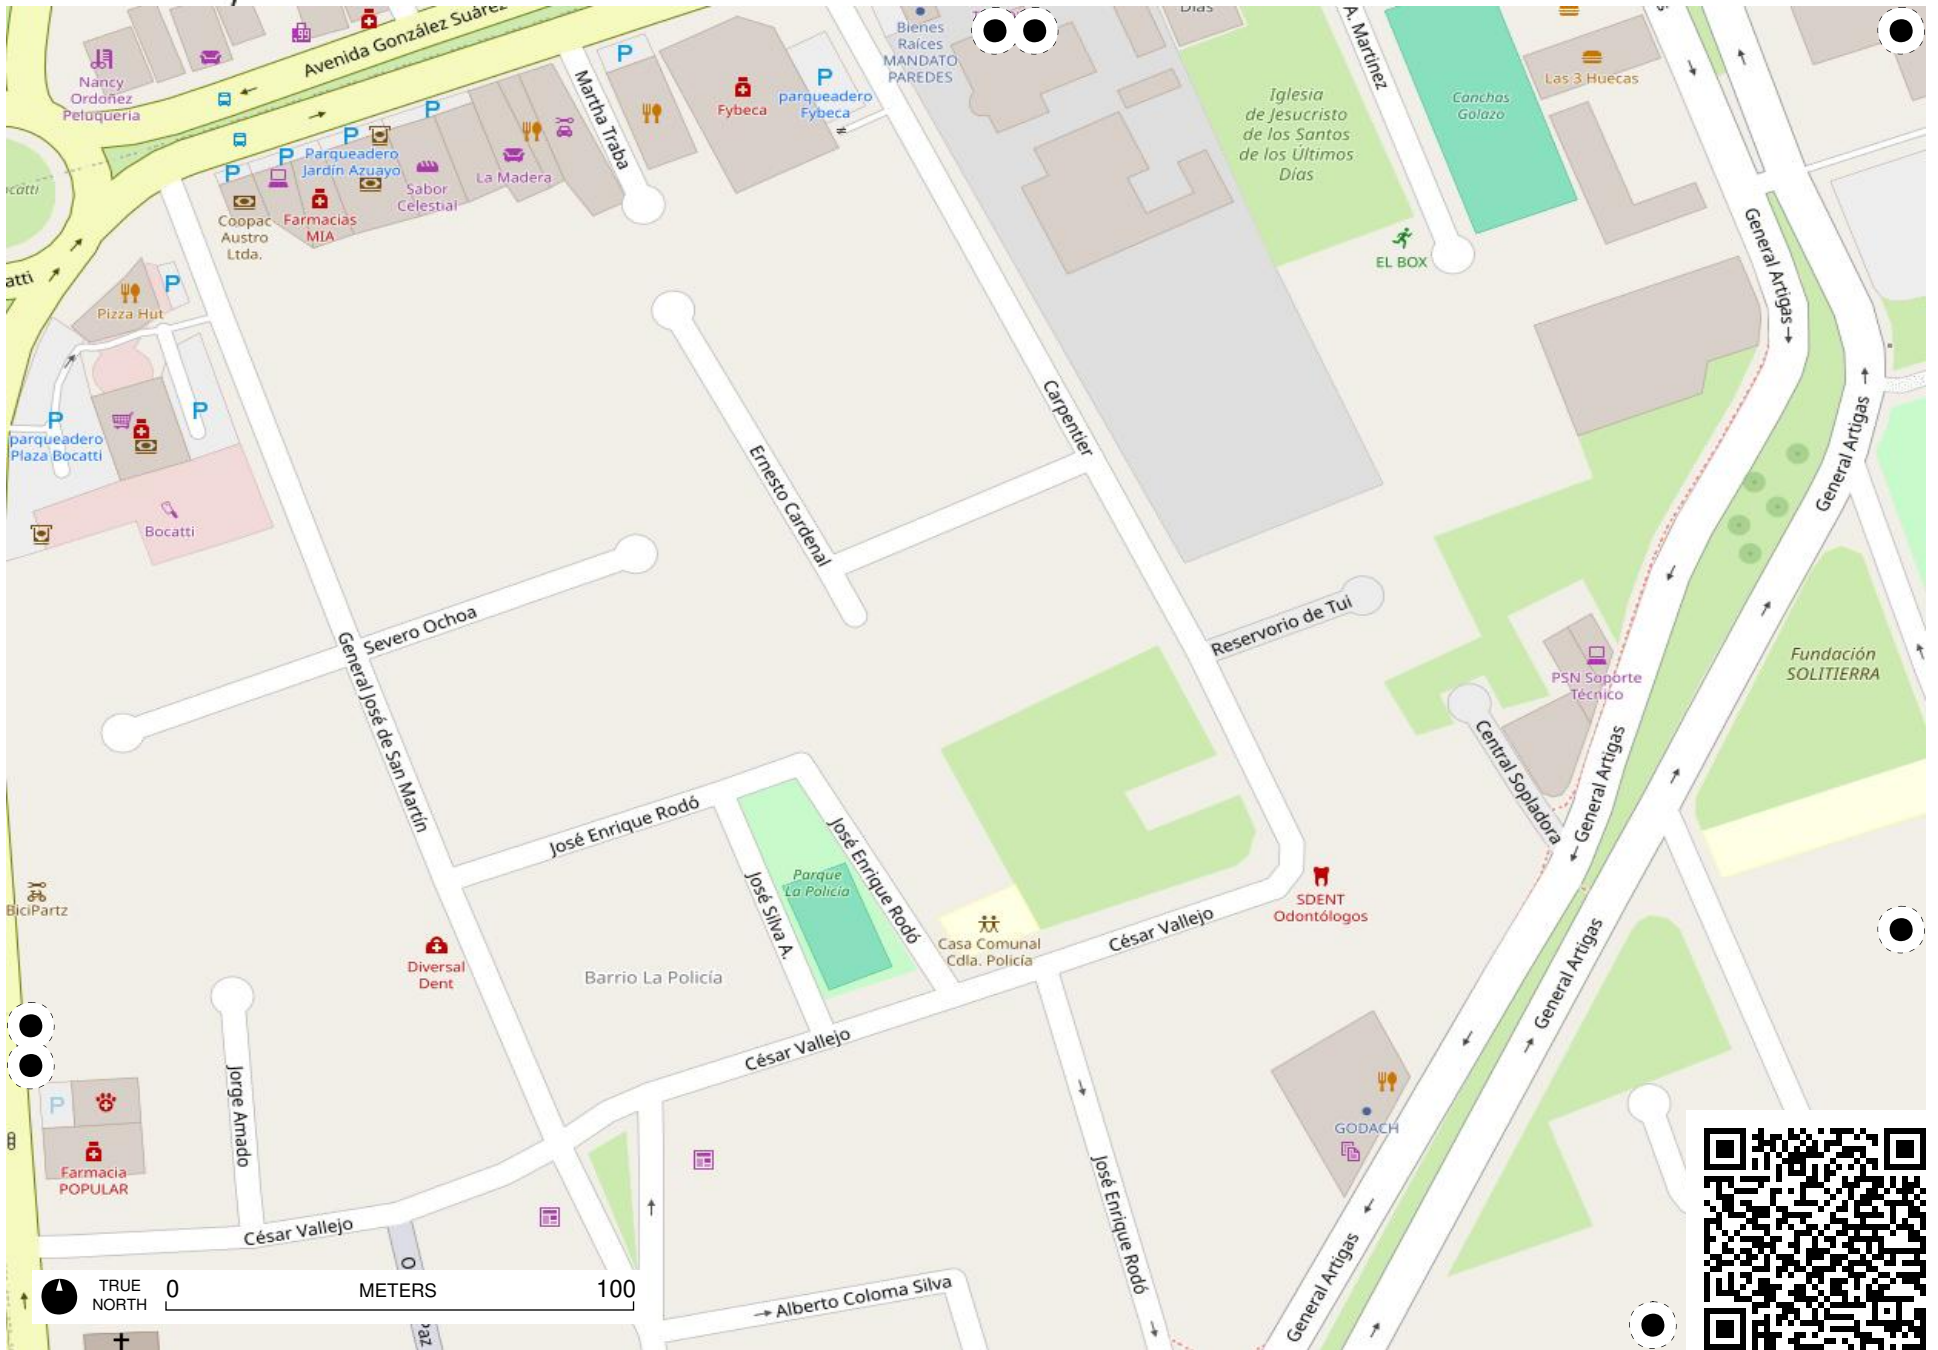 Avenida González Suárez
Nancy
Ordoñez
Peluqueria
Martha Traba
Fybeca
parqueadero
Fybeca
Bienes
Raíces
MANDATO
PAREDES
Días
Iglesia
de Jesucristo
de los Santos
de los Últimos
Días
A. Martinez
Canchas
Golazo
Las 3 Huecas
EL BOX
General Artigas
Parqueadero
Jardín Azuayo
Sabor
Celestial
La Madera
Coopac
Austro
Ltda.
Farmacias
MIA
Pizza Hut
parqueadero
Plaza Bocatti
Bocatti
Carpentier
Ernesto Cardenal
General Artigas
Severo Ochoa
General José de San Martín
Reservorio de Tui
Fundación
SOLITIERRA
PSN Soporte
Técnico
Central Sopladora
General Artigas
José Enrique Rodó
José Enrique Rodó
José Silva A.
Parque
La Policía
BiciPartz
Diversal
Dent
Barrio La Policía
Casa Comunal
Cdla. Policía
César Vallejo
SDENT
Odontólogos
General Artigas
César Vallejo
Jorge Amado
Farmacia
POPULAR
GODACH
José Enrique Rodó
César Vallejo
General Artigas
Alberto Coloma Silva
TRUE
NORTH
0 METERS 100